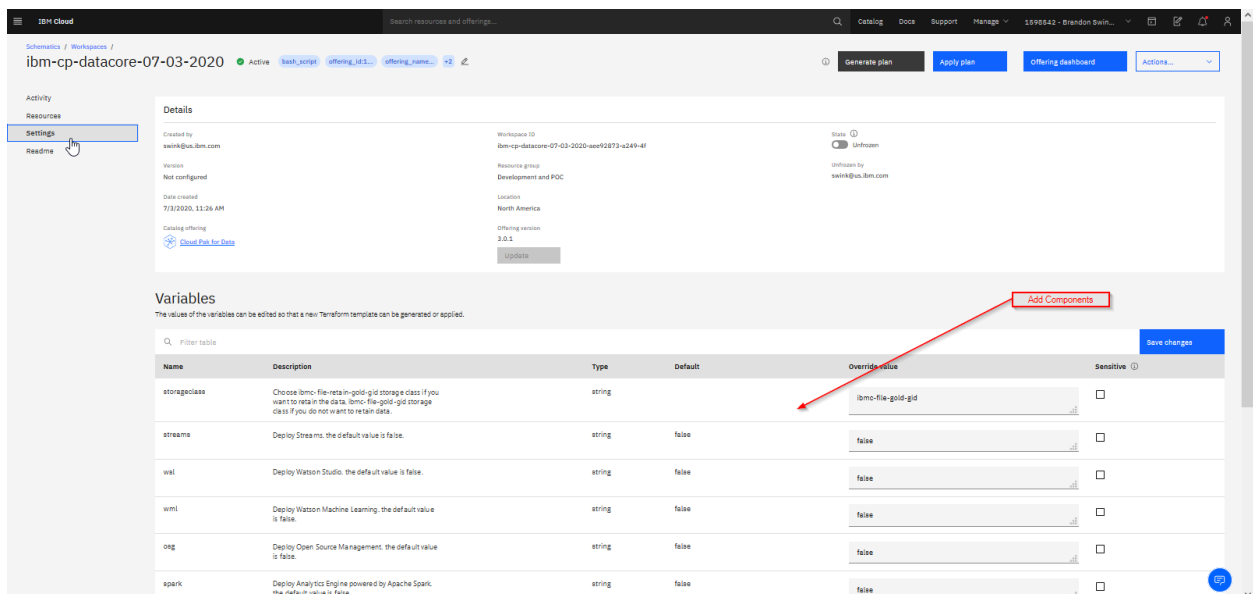 IBM Cloud
Search resources and offerings...
Catalog Docs Support Manage 1598542 - Brandon Swin...
Schematics / Workspaces /
ibm-cp-datacore-07-03-2020 Active bash_script offering_id:1... offering_name... +2
Generate plan Apply plan Offering dashboard Actions...
Activity
Resources
Settings
Readme
Details
Created by
swink@us.ibm.com
Version
Not configured
Date created
7/3/2020, 11:26 AM
Catalog offering
Cloud Pak for Data
Workspace ID
ibm-cp-datacore-07-03-2020-aee92873-a249-4f
Resource group
Development and POC
Location
North America
Offering version
3.0.1
Update
State
Unfrozen
Unfrozen by
swink@us.ibm.com
Variables
The values of the variables can be edited so that a new Terraform template can be generated or applied.
Add Components
Filter table
Save changes
Name Description Type Default Override value Sensitive
storageclass Choose ibmc-file-retain-gold-gid storage class if you string ibmc-file-gold-gid
want to retain the data, ibmc-file-gold-gid storage
class if you do not want to retain data.
streams Deploy Streams. the default value is false. string false false
wsl Deploy Watson Studio. the default value is false. string false false
wml Deploy Watson Machine Learning. the default value string false false
is false.
osg Deploy Open Source Management. the default value string false false
is false.
spark Deploy Analytics Engine powered by Apache Spark. string false false
the default value is false.